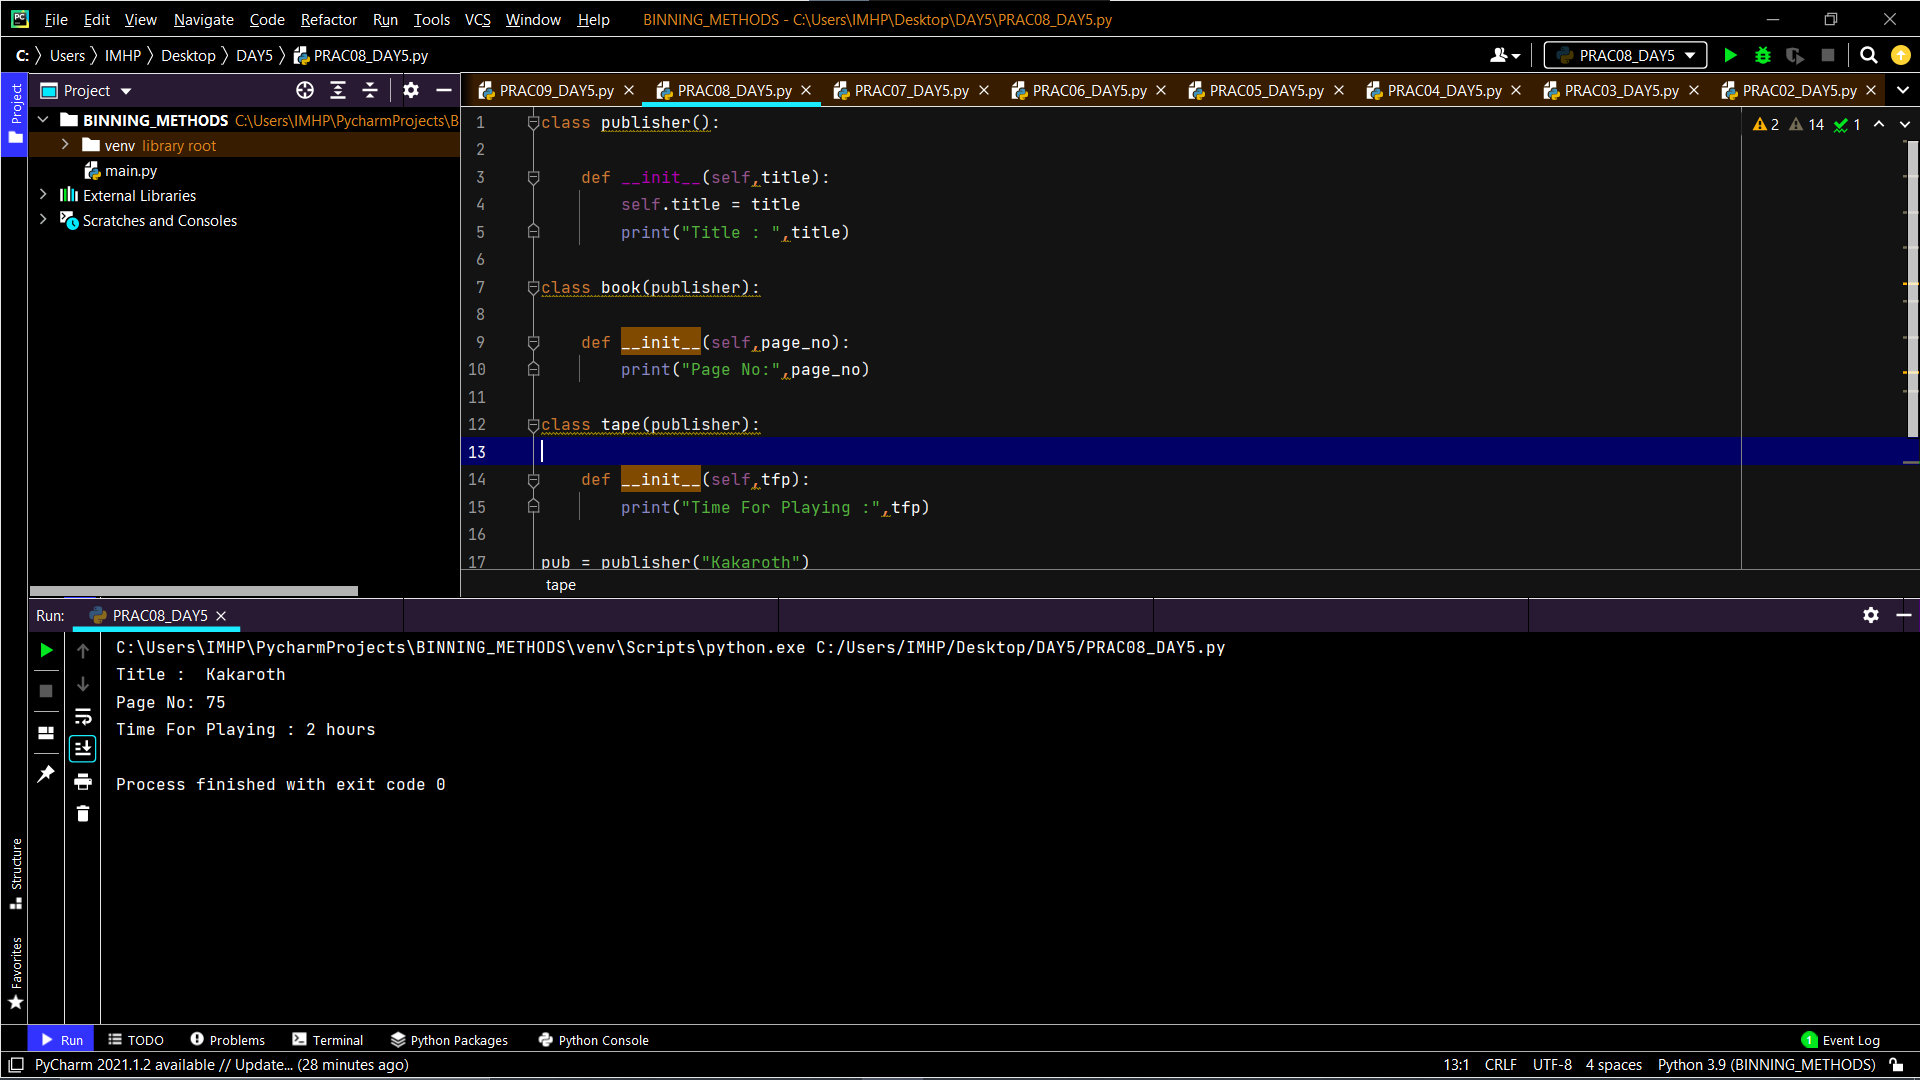 PC File Edit View Navigate Code Refactor Run Tools VCS Window Help BINNING_METHODS - C:\Users\IMHP\Desktop\DAY5\PRAC08_DAY5.py
C: Users IMHP Desktop DAY5 PRAC08_DAY5.py PRAC08_DAY5
Project PRAC09_DAY5.py PRAC08_DAY5.py PRAC07_DAY5.py PRAC06_DAY5.py PRAC05_DAY5.py PRAC04_DAY5.py PRAC03_DAY5.py PRAC02_DAY5.py
Project
BINNING_METHODS C:\Users\IMHP\PycharmProjects\B
venv library root
main.py
External Libraries
Scratches and Consoles
1 class publisher():
2
3 def __init__(self,title):
4 self.title = title
5 print("Title : ",title)
6
7 class book(publisher):
8
9 def __init__(self,page_no):
10 print("Page No:",page_no)
11
12 class tape(publisher):
13
14 def __init__(self,tfp):
15 print("Time For Playing :",tfp)
16
17 pub = publisher("Kakaroth")
2 14 1
tape
Run: PRAC08_DAY5
C:\Users\IMHP\PycharmProjects\BINNING_METHODS\venv\Scripts\python.exe C:/Users/IMHP/Desktop/DAY5/PRAC08_DAY5.py
Title :  Kakaroth
Page No: 75
Time For Playing : 2 hours
Process finished with exit code 0
Structure
Favorites
Run TODO Problems Terminal Python Packages Python Console 1 Event Log
PyCharm 2021.1.2 available // Update... (28 minutes ago) 13:1 CRLF UTF-8 4 spaces Python 3.9 (BINNING_METHODS)